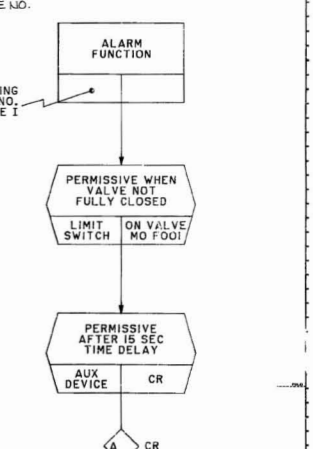 E NO.
ALARM
FUNCTION
ING
NO.
E I
PERMISSIVE WHEN
VALVE NOT
FULLY CLOSED
LIMIT
SWITCH
ON VALVE
MO F001
PERMISSIVE
AFTER 15 SEC
TIME DELAY
AUX
DEVICE
CR
A
CR